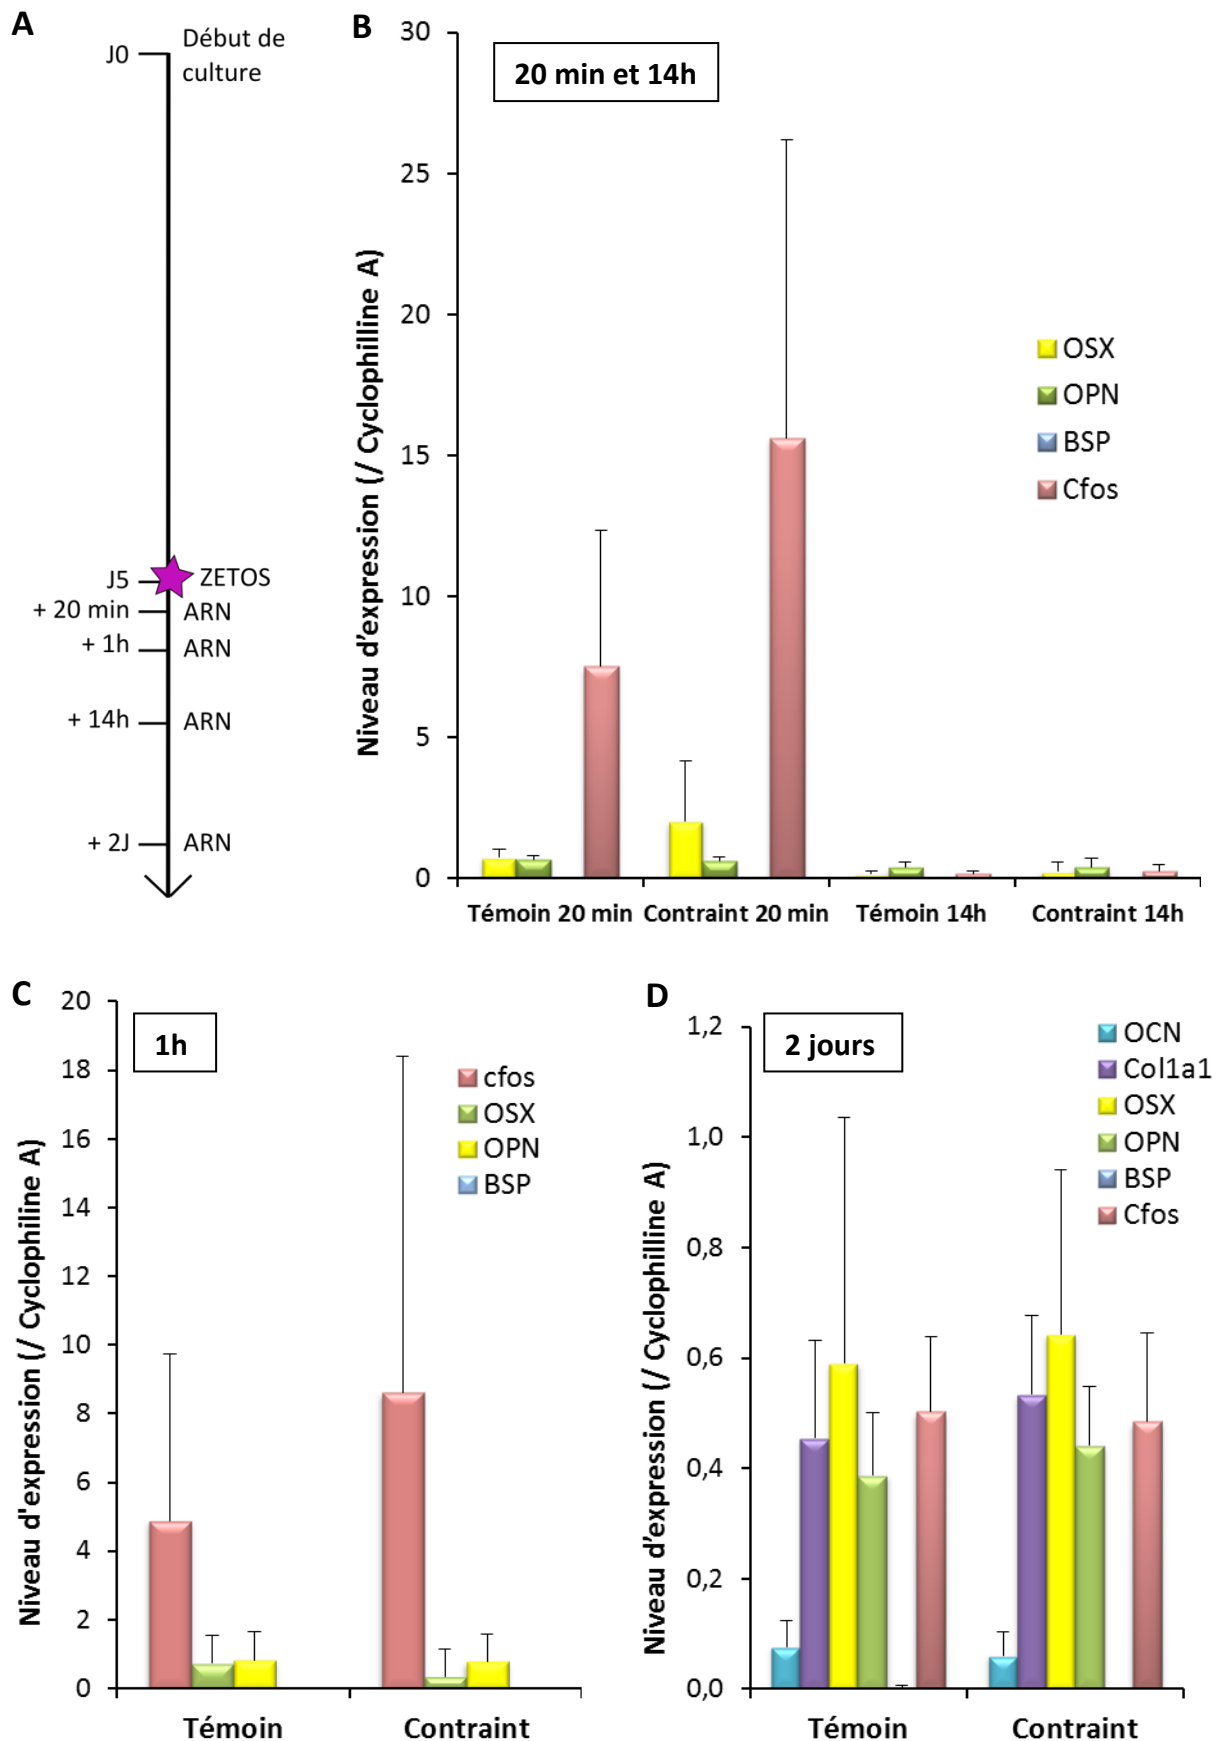 A
J0
Début de
culture
J5
ZETOS
+ 20 min
ARN
+ 1h
ARN
+ 14h
ARN
+ 2J
ARN
B
20 min et 14h
Niveau d'expression (/ Cyclophilline A)
30
25
20
15
10
5
0
OSX
OPN
BSP
Cfos
Témoin 20 min
Contraint 20 min
Témoin 14h
Contraint 14h
C
1h
Niveau d'expression (/ Cyclophiline A)
20
18
16
14
12
10
8
6
4
2
0
cfos
OSX
OPN
BSP
Témoin
Contraint
D
2 jours
Niveau d'expression (/ Cyclophilline A)
1,2
1,0
0,8
0,6
0,4
0,2
0,0
OCN
Col1a1
OSX
OPN
BSP
Cfos
Témoin
Contraint